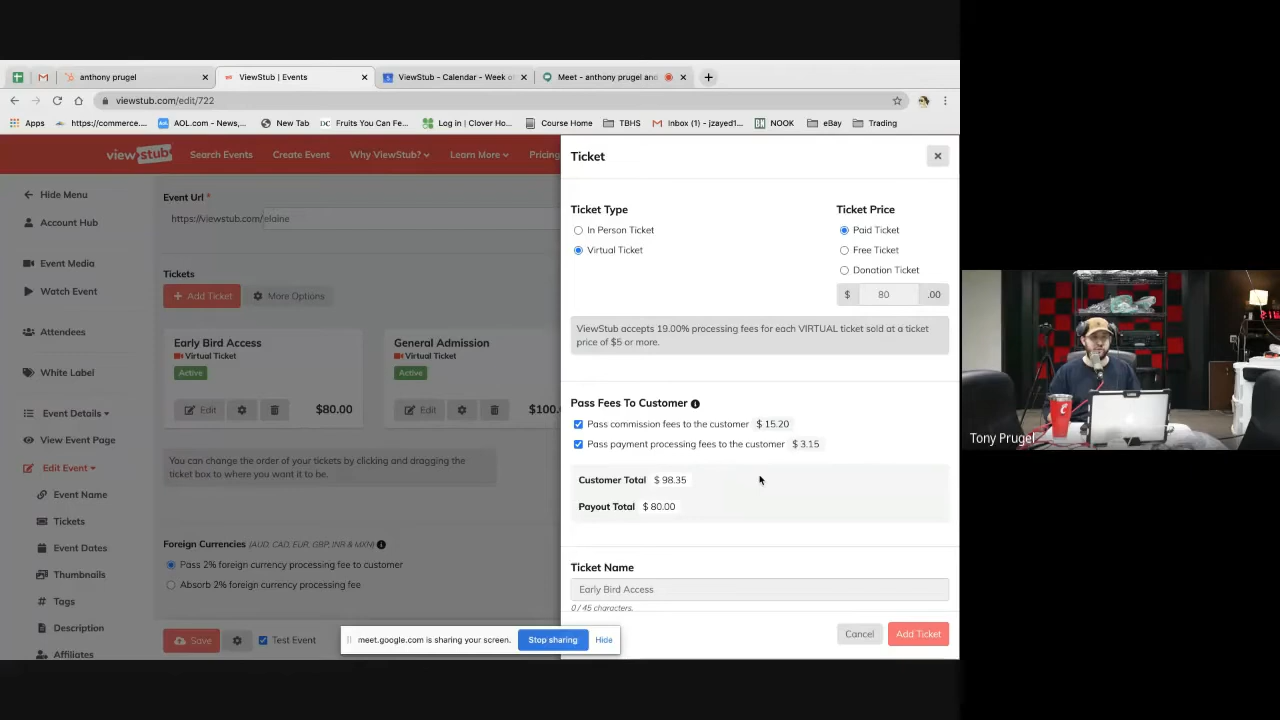 anthony prugel
ViewStub | Events
ViewStub - Calendar - Week o
Meet - anthony prugel and
viewstub.com/edit/722
Apps
https://commerce....
AOL.com - News,...
New Tab
DC Fruits You Can Fe...
Log in | Clover Ho...
Course Home
TBHS
Inbox (1) - jzayed1...
NOOK
eBay
Trading
view stub
Search Events
Create Event
Why ViewStub?
Learn More
Pricing
Hide Menu
Account Hub
Event Media
Watch Event
Attendees
White Label
Event Details
View Event Page
Edit Event
Event Name
Tickets
Event Dates
Thumbnails
Tags
Description
Affiliates
Event Url *
https://viewstub.com/ elaine
Tickets
+ Add Ticket
More Options
Early Bird Access
Virtual Ticket
Active
Edit
$80.00
General Admission
Virtual Ticket
Active
Edit
$100.0
You can change the order of your tickets by clicking and dragging the
ticket box to where you want it to be.
Foreign Currencies (AUD, CAD, EUR, GBP, INR & MXN)
Pass 2% foreign currency processing fee to customer
Absorb 2% foreign currency processing fee
Save
Test Event
meet.google.com is sharing your screen.
Stop sharing
Hide
Ticket
Ticket Type
In Person Ticket
Virtual Ticket
Ticket Price
Paid Ticket
Free Ticket
Donation Ticket
$ 80 .00
ViewStub accepts 19.00% processing fees for each VIRTUAL ticket sold at a ticket
price of $5 or more.
Pass Fees To Customer
Pass commission fees to the customer $ 15.20
Pass payment processing fees to the customer $ 3.15
Customer Total $ 98.35
Payout Total $ 80.00
Ticket Name
Early Bird Access
0 / 45 characters.
Cancel
Add Ticket
Tony Prugel